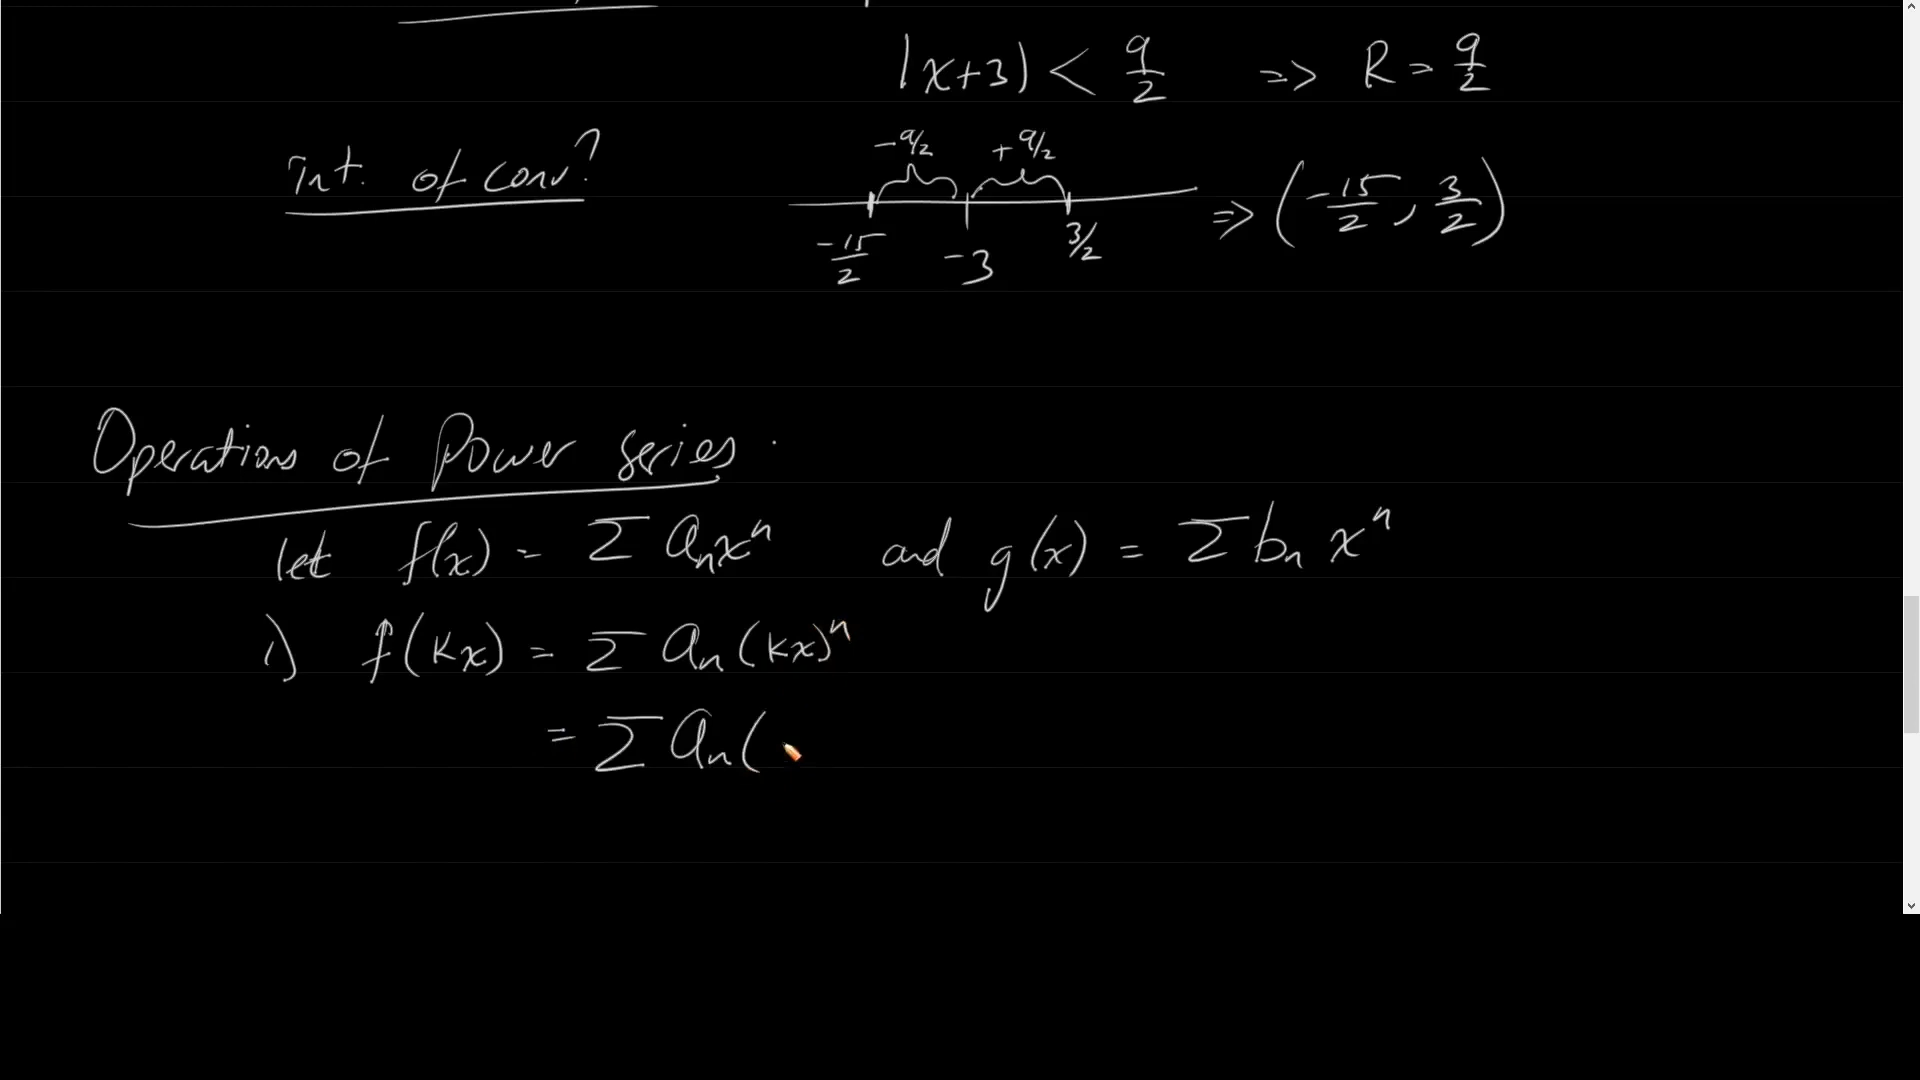 |x+3) < 9/2 => R = 9/2
Int. of conv?
-9/2 +9/2
-15/2 -3 3/2 => (-15/2, 3/2)
Operations of Power series.
let f(x) = Σ aₙxⁿ and g(x) = Σ bₙ xⁿ
1) f(kx) = Σ aₙ (kx)ⁿ
= Σ aₙ (